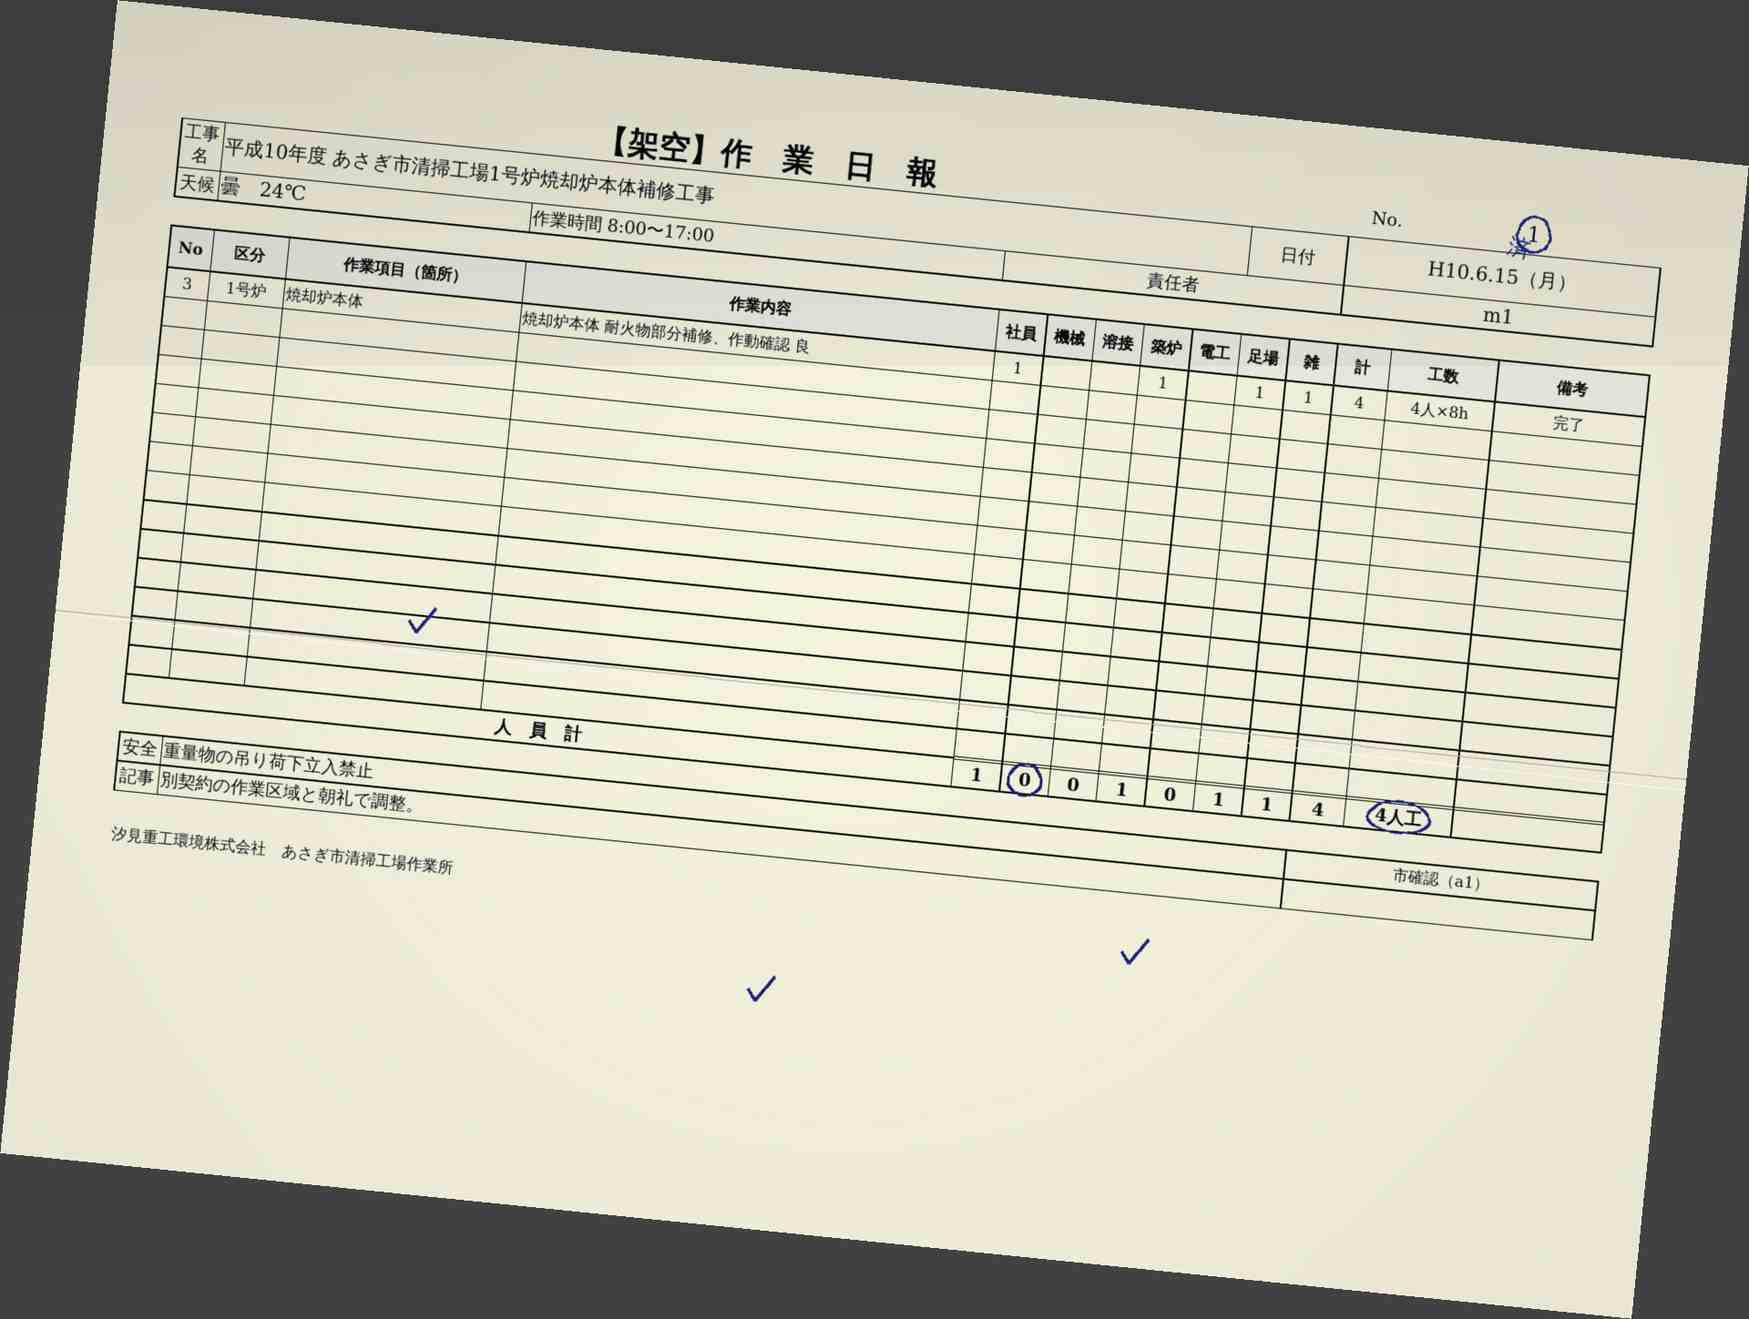 【架空】作 業 日 報
No. 1
済
工事名 平成10年度 あさぎ市清掃工場1号炉焼却炉本体補修工事 日付 H10.6.15（月）
天候 曇 24℃ 作業時間 8:00〜17:00 責任者 m1
No 区分 作業項目（箇所） 作業内容 社員 機械 溶接 築炉 電工 足場 雑 計 工数 備考
3 1号炉 焼却炉本体 焼却炉本体 耐火物部分補修、作動確認 良 1 1 1 1 4 4人×8h 完了
人 員 計 1 0 0 1 0 1 1 4 4人工
安全 重量物の吊り荷下立入禁止 市確認（a1）
記事 別契約の作業区域と朝礼で調整。
汐見重工環境株式会社 あさぎ市清掃工場作業所